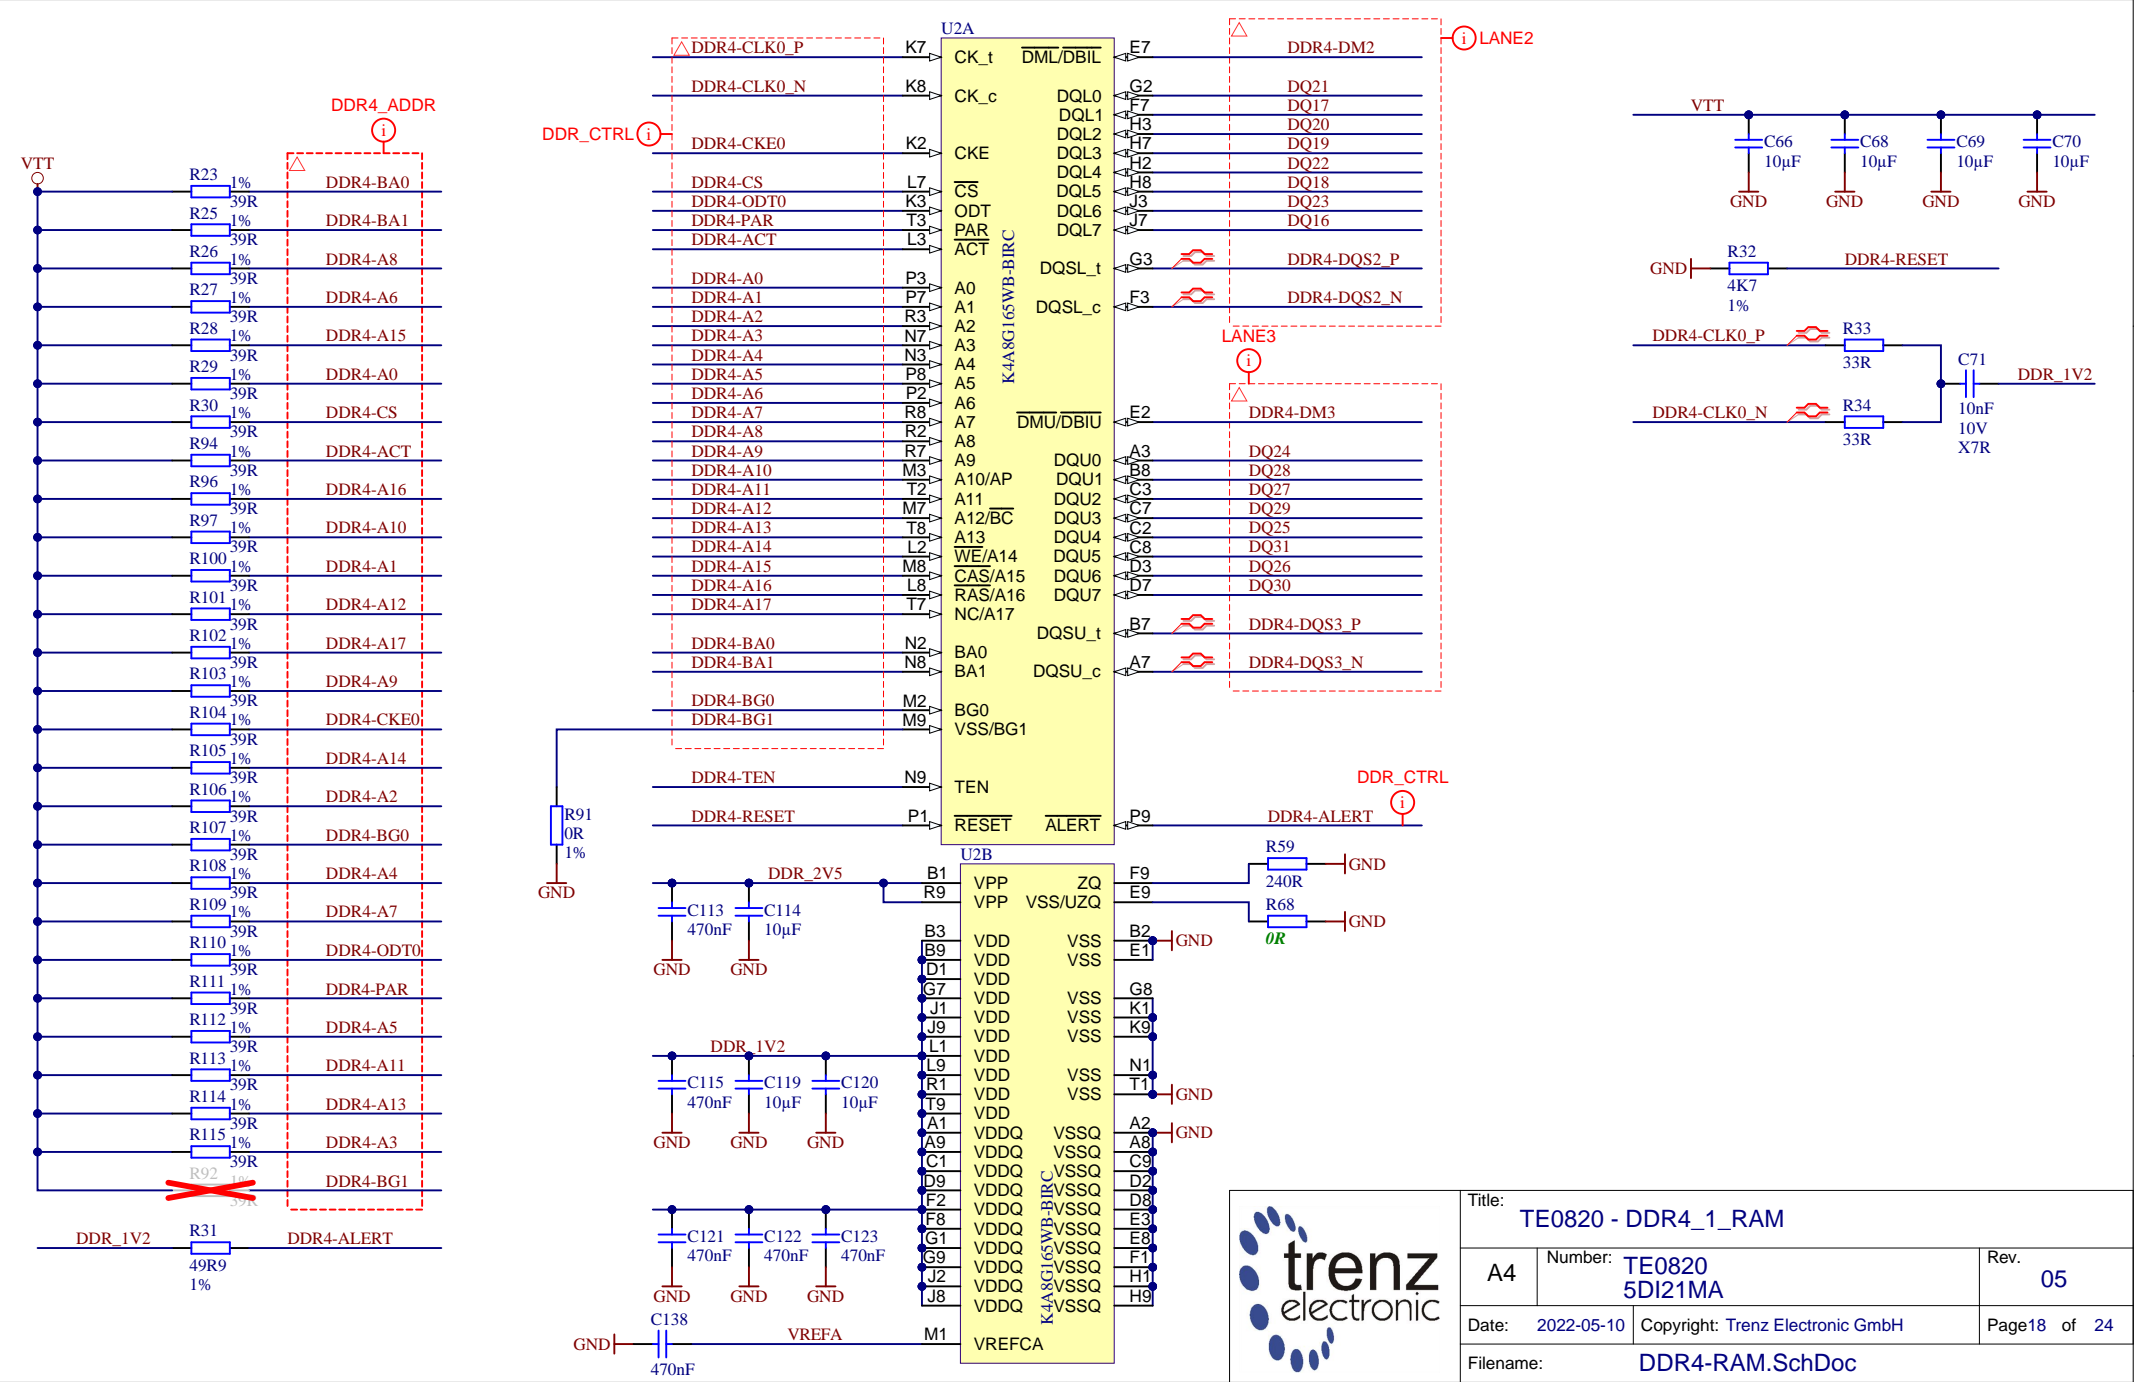 DDR4_ADDR
i
VTT
R23 1% 39R DDR4-BA0
R25 1% 39R DDR4-BA1
R26 1% 39R DDR4-A8
R27 1% 39R DDR4-A6
R28 1% 39R DDR4-A15
R29 1% 39R DDR4-A0
R30 1% 39R DDR4-CS
R94 1% 39R DDR4-ACT
R96 1% 39R DDR4-A16
R97 1% 39R DDR4-A10
R100 1% 39R DDR4-A1
R101 1% 39R DDR4-A12
R102 1% 39R DDR4-A17
R103 1% 39R DDR4-A9
R104 1% 39R DDR4-CKE0
R105 1% 39R DDR4-A14
R106 1% 39R DDR4-A2
R107 1% 39R DDR4-BG0
R108 1% 39R DDR4-A4
R109 1% 39R DDR4-A7
R110 1% 39R DDR4-ODT0
R111 1% 39R DDR4-PAR
R112 1% 39R DDR4-A5
R113 1% 39R DDR4-A11
R114 1% 39R DDR4-A13
R115 1% 39R DDR4-A3
R92 1% 39R DDR4-BG1
DDR_1V2 R31 DDR4-ALERT
49R9
1%
U2A
DDR_CTRL i
DDR4-CLK0_P K7 CK_t
DDR4-CLK0_N K8 CK_c
DDR4-CKE0 K2 CKE
DDR4-CS L7 CS
DDR4-ODT0 K3 ODT
DDR4-PAR T3 PAR
DDR4-ACT L3 ACT
DDR4-A0 P3 A0
DDR4-A1 P7 A1
DDR4-A2 R3 A2
DDR4-A3 N7 A3
DDR4-A4 N3 A4
DDR4-A5 P8 A5
DDR4-A6 P2 A6
DDR4-A7 R8 A7
DDR4-A8 R2 A8
DDR4-A9 R7 A9
DDR4-A10 M3 A10/AP
DDR4-A11 T2 A11
DDR4-A12 M7 A12/BC
DDR4-A13 T8 A13
DDR4-A14 L2 WE/A14
DDR4-A15 M8 CAS/A15
DDR4-A16 L8 RAS/A16
DDR4-A17 T7 NC/A17
DDR4-BA0 N2 BA0
DDR4-BA1 N8 BA1
DDR4-BG0 M2 BG0
DDR4-BG1 M9 VSS/BG1
DDR4-TEN N9 TEN
DDR4-RESET P1 RESET
R91
0R
1%
GND
K4A8G165WB-BIRC
i LANE2
DML/DBIL E7 DDR4-DM2
DQL0 G2 DQ21
DQL1 F7 DQ17
DQL2 H3 DQ20
DQL3 H7 DQ19
DQL4 H2 DQ22
DQL5 H8 DQ18
DQL6 J3 DQ23
DQL7 J7 DQ16
DQSL_t G3 DDR4-DQS2_P
DQSL_c F3 DDR4-DQS2_N
LANE3
i
DMU/DBIU E2 DDR4-DM3
DQU0 A3 DQ24
DQU1 B8 DQ28
DQU2 C3 DQ27
DQU3 C7 DQ29
DQU4 C2 DQ25
DQU5 C8 DQ31
DQU6 D3 DQ26
DQU7 D7 DQ30
DQSU_t B7 DDR4-DQS3_P
DQSU_c A7 DDR4-DQS3_N
DDR_CTRL
i
ALERT P9 DDR4-ALERT
U2B
DDR_2V5 B1 VPP
R9 VPP
C113 470nF GND
C114 10µF GND
B3 VDD
B9 VDD
D1 VDD
G7 VDD
J1 VDD
J9 VDD
DDR_1V2 L1 VDD
L9 VDD
R1 VDD
T9 VDD
C115 470nF GND
C119 10µF GND
C120 10µF GND
A1 VDDQ
A9 VDDQ
C1 VDDQ
D9 VDDQ
F2 VDDQ
F8 VDDQ
G1 VDDQ
G9 VDDQ
J2 VDDQ
J8 VDDQ
C121 470nF GND
C122 470nF GND
C123 470nF GND
C138
GND VREFA M1 VREFCA
470nF
K4A8G165WB-BIRC
ZQ F9 R59 240R GND
VSS/UZQ E9 R68 0R GND
VSS B2 GND
VSS E1
VSS G8
VSS K1
VSS K9
VSS N1
VSS T1 GND
VSSQ A2 GND
VSSQ A8
VSSQ C9
VSSQ D2
VSSQ D8
VSSQ E3
VSSQ E8
VSSQ F1
VSSQ H1
VSSQ H9
VTT
C66 10µF GND
C68 10µF GND
C69 10µF GND
C70 10µF GND
R32
GND DDR4-RESET
4K7
1%
DDR4-CLK0_P R33
33R
C71 DDR_1V2
10nF
10V
X7R
DDR4-CLK0_N R34
33R
trenz
electronic
Title:
TE0820 - DDR4_1_RAM
A4
Number: TE0820
5DI21MA
Rev.
05
Date: 2022-05-10
Copyright: Trenz Electronic GmbH
Page18 of 24
Filename: DDR4-RAM.SchDoc